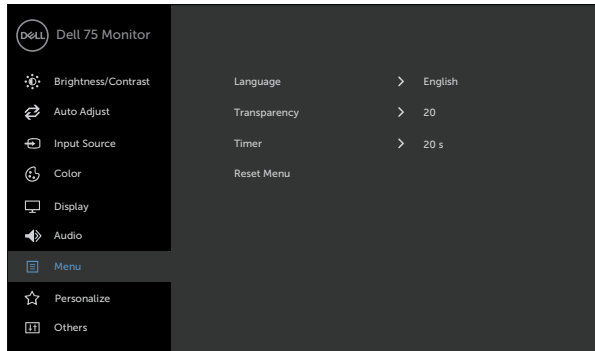 DELL Dell 75 Monitor
Brightness/Contrast
Auto Adjust
Input Source
Color
Display
Audio
Menu
Personalize
Others
Language > English
Transparency > 20
Timer > 20 s
Reset Menu